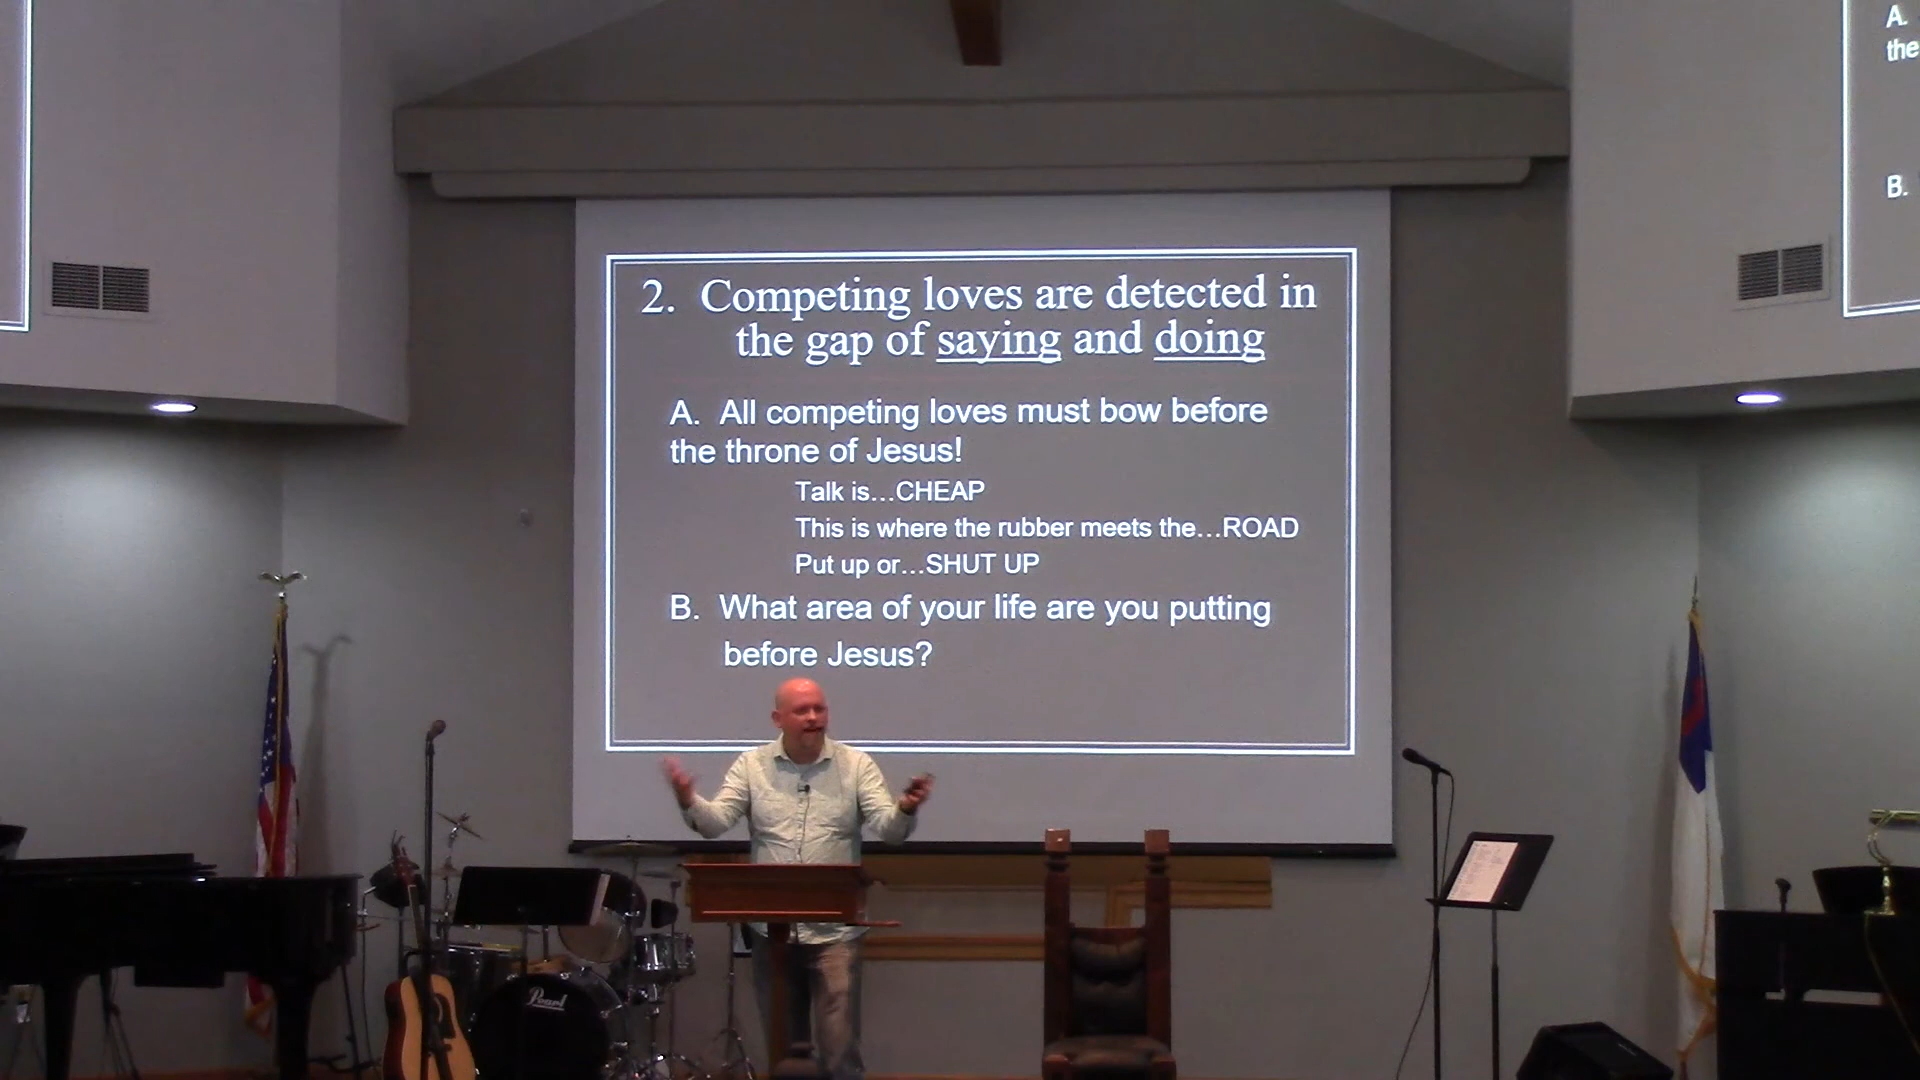 2. Competing loves are detected in
the gap of saying and doing
A. All competing loves must bow before
the throne of Jesus!
Talk is…CHEAP
This is where the rubber meets the…ROAD
Put up or…SHUT UP
B. What area of your life are you putting
before Jesus?
A.
the
B.
Pearl